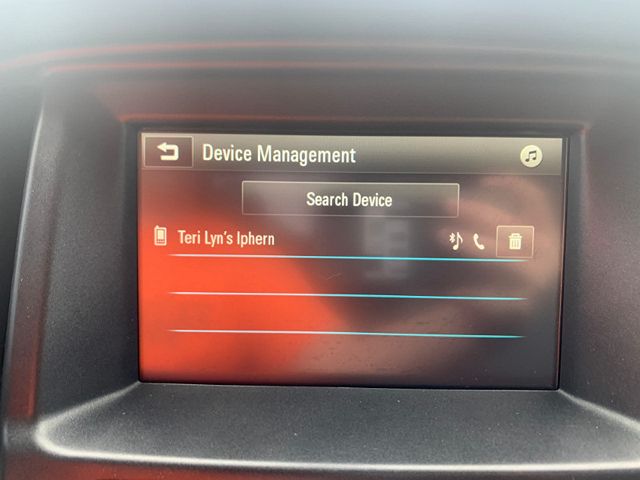 Device Management
Search Device
Teri Lyn's Iphern